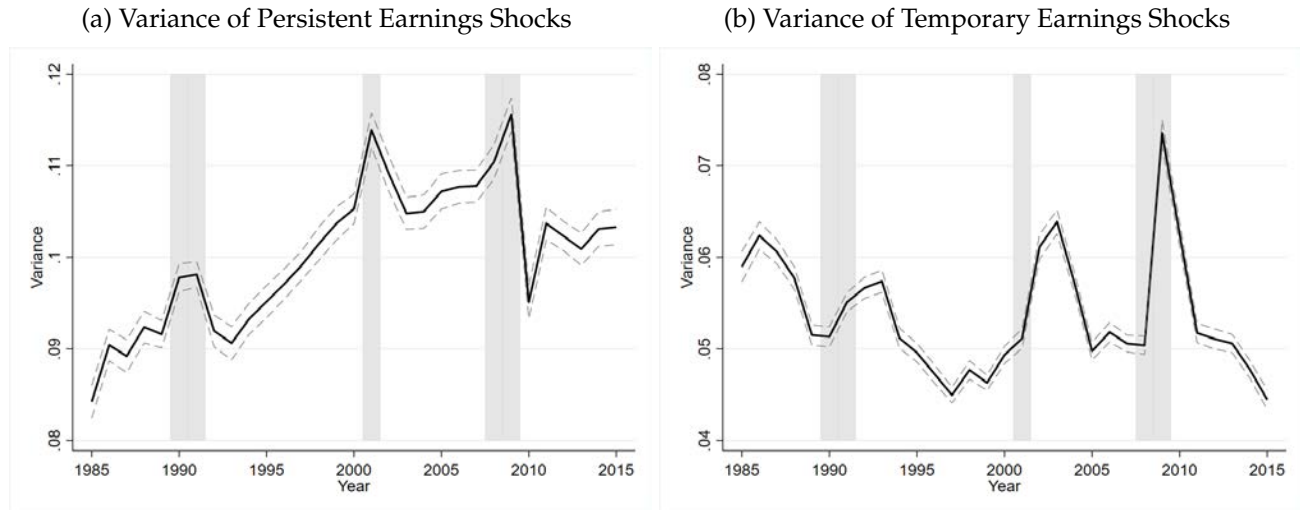 (a) Variance of Persistent Earnings Shocks
.12
.11
.1
.09
.08
Variance
1985 1990 1995 2000 2005 2010 2015
Year
(b) Variance of Temporary Earnings Shocks
.08
.07
.06
.05
.04
Variance
1985 1990 1995 2000 2005 2010 2015
Year